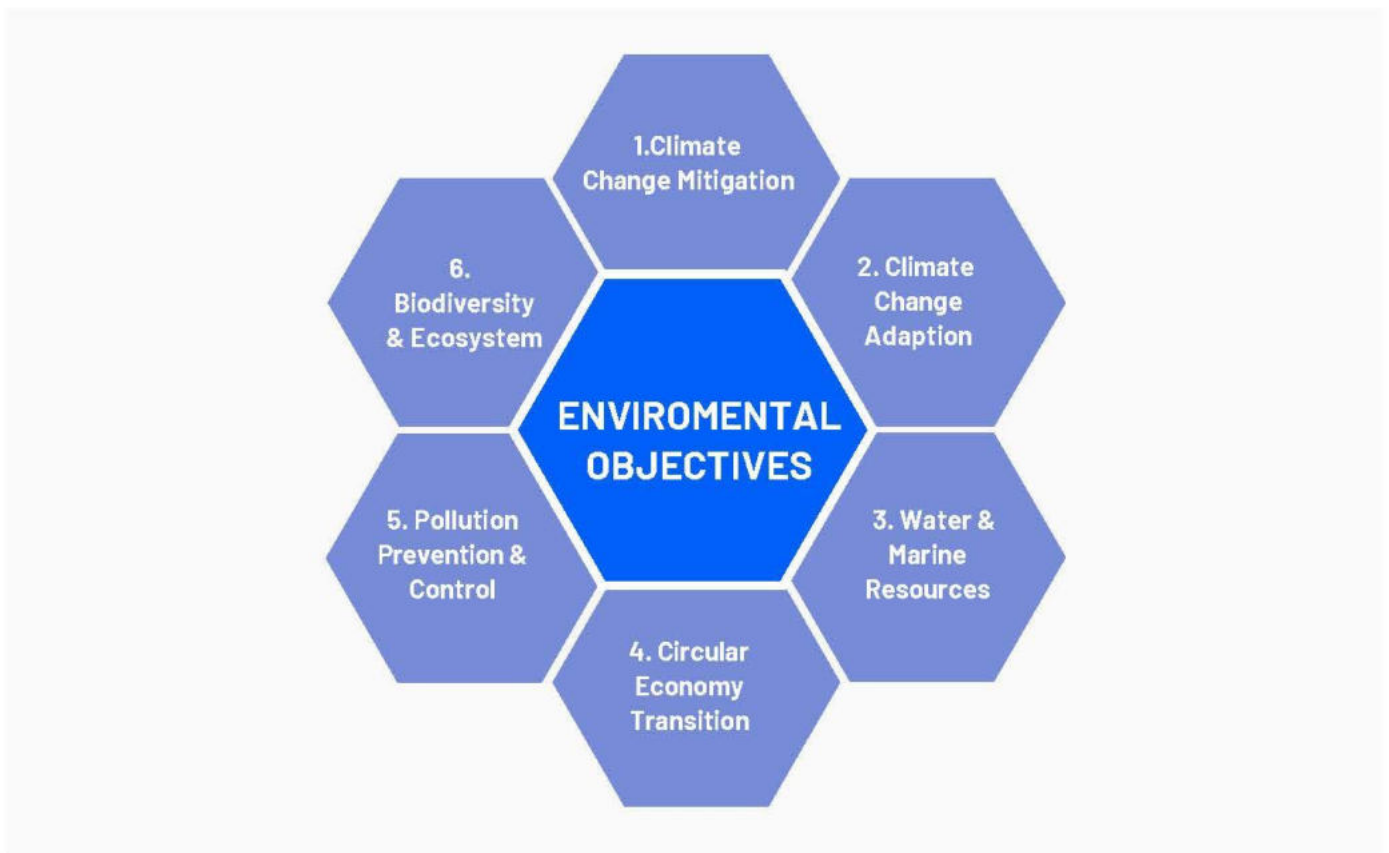 1.Climate
Change Mitigation
2. Climate
Change
Adaption
3. Water &
Marine
Resources
4. Circular
Economy
Transition
5. Pollution
Prevention &
Control
6.
Biodiversity
& Ecosystem
ENVIROMENTAL
OBJECTIVES